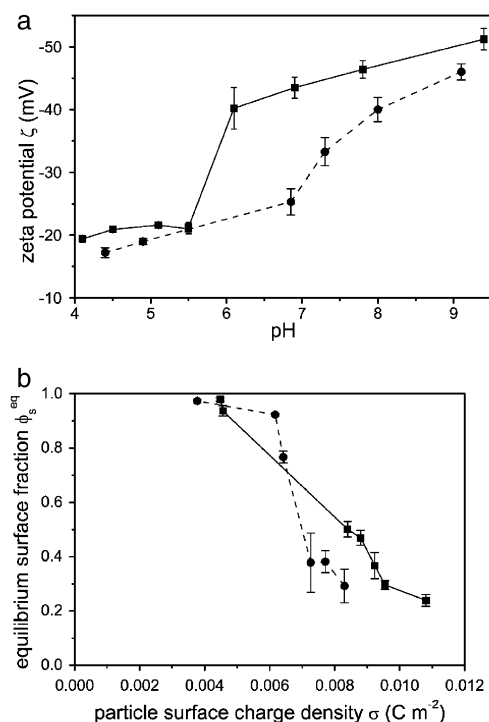 a
-50
-40
-30
-20
-10
zeta potential ζ (mV)
4 5 6 7 8 9
pH
b
1.0
0.8
0.6
0.4
0.2
0.0
equilibrium surface fraction ϕₛᵉq
0.000 0.002 0.004 0.006 0.008 0.010 0.012
particle surface charge density σ (C m⁻²)